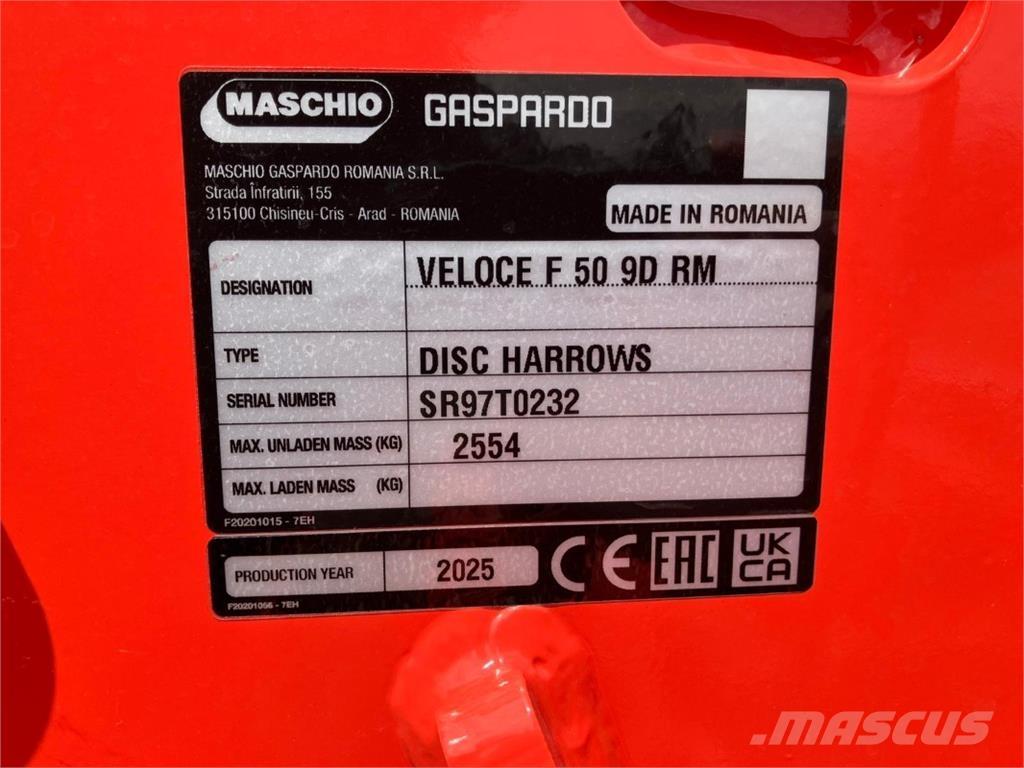 MASCHIO GASPARDO
MASCHIO GASPARDO ROMANIA S.R.L.
Strada Înfratirii, 155
315100 Chisineu-Cris - Arad - ROMANIA
MADE IN ROMANIA
DESIGNATION VELOCE F 50 9D RM
TYPE DISC HARROWS
SERIAL NUMBER SR97T0232
MAX. UNLADEN MASS (KG) 2554
MAX. LADEN MASS (KG)
F20201015 - 7EH
PRODUCTION YEAR 2025 CE EAC UK
CA
F20201056 - 7EH
MASCUS